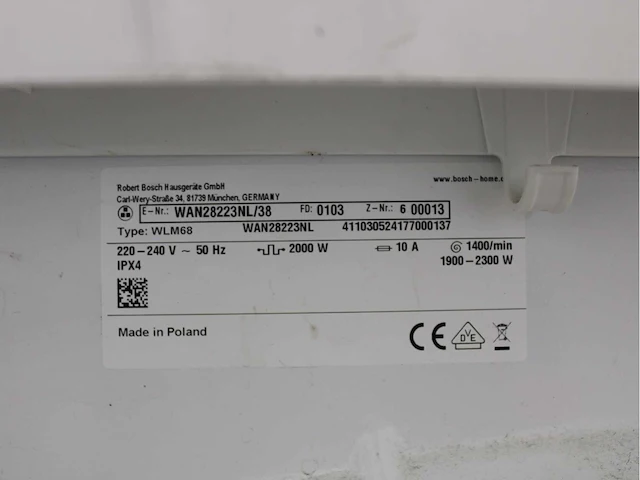 Robert Bosch Hausgeräte GmbH
Carl-Wery-Straße 34, 81739 München, GERMANY
www.bosch-home.
E-Nr.: WAN28223NL/38 FD: 0103 Z-Nr.: 6 00013
Type: WLM68 WAN28223NL 411030524177000137
220-240 V ~ 50 Hz 2000 W 10 A 1400/min
IPX4 1900-2300 W
Made in Poland
CE
DVE